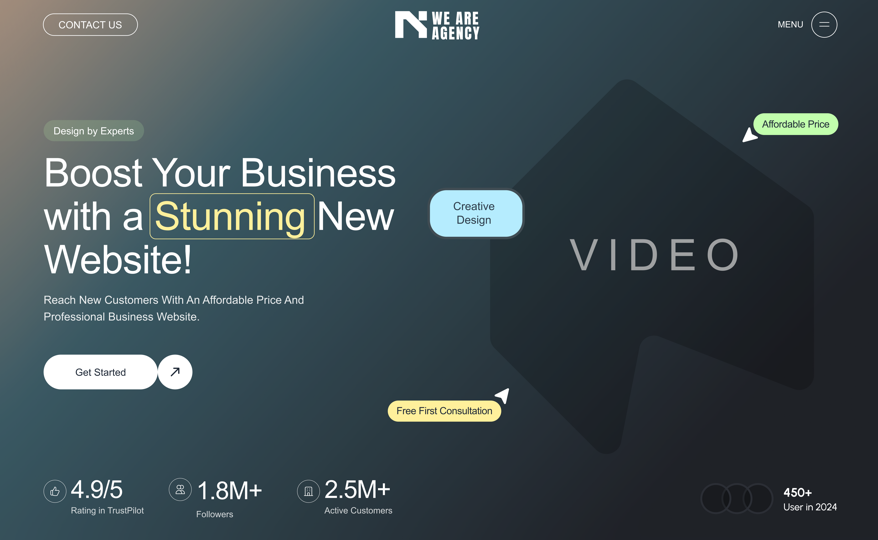 CONTACT US
WE ARE
AGENCY
MENU
Design by Experts
Affordable Price
Boost Your Business
with a Stunning New
Website!
Creative
Design
VIDEO
Reach New Customers With An Affordable Price And
Professional Business Website.
Get Started
Free First Consultation
4.9/5
Rating in TrustPilot
1.8M+
Followers
2.5M+
Active Customers
450+
User in 2024